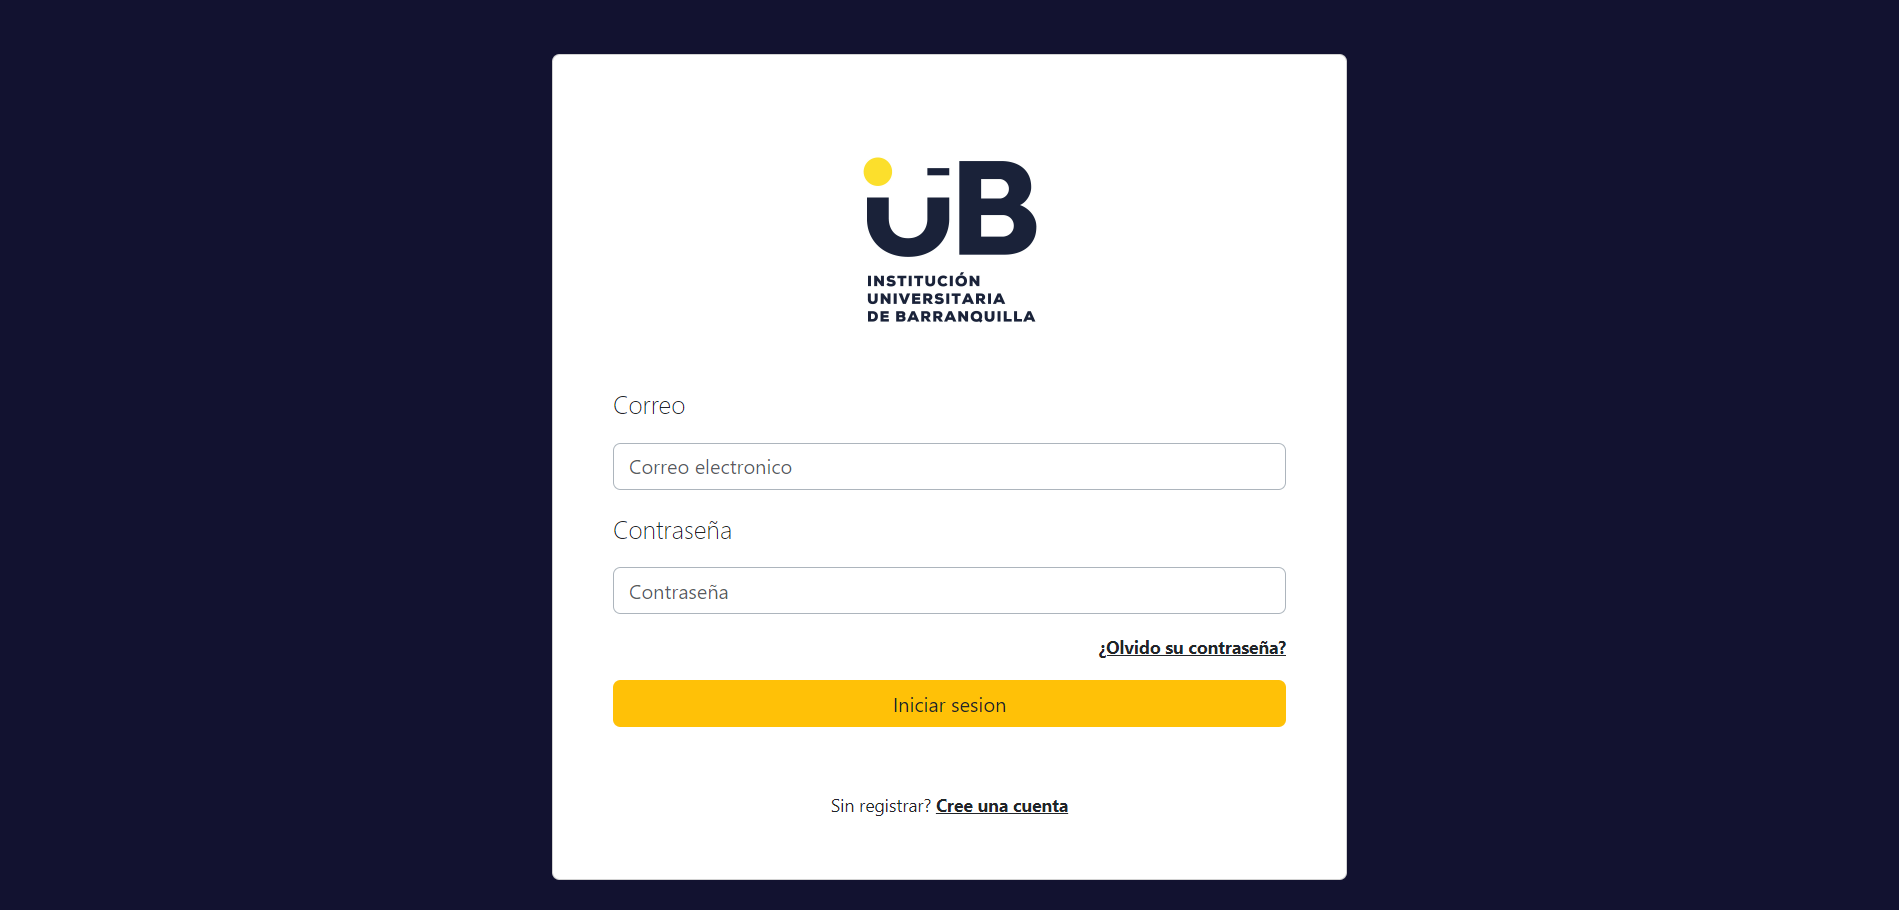 iUB
INSTITUCIÓN
UNIVERSITARIA
DE BARRANQUILLA
Correo
Correo electronico
Contraseña
Contraseña
¿Olvido su contraseña?
Iniciar sesion
Sin registrar? Cree una cuenta